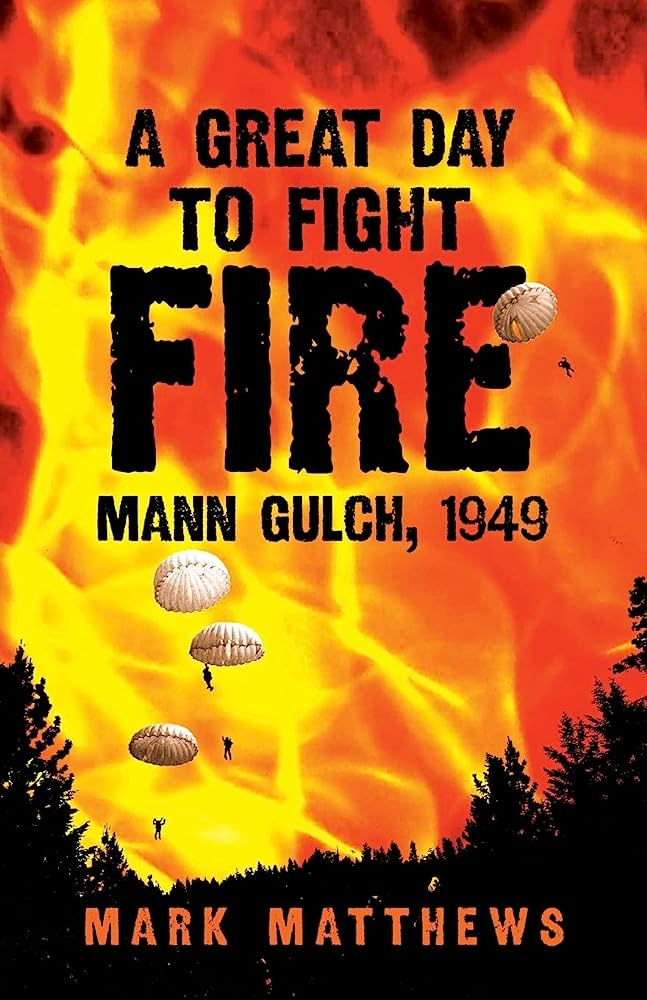 A GREAT DAY
TO FIGHT
FIRE
MANN GULCH, 1949
MARK MATTHEWS